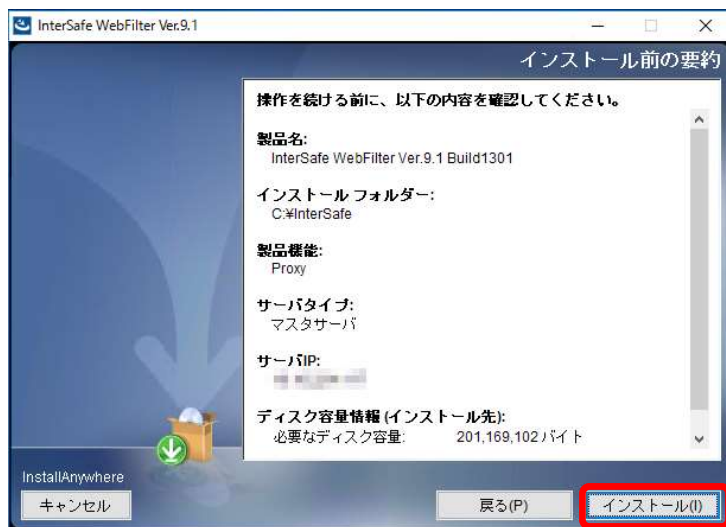 InterSafe WebFilter Ver.9.1
インストール前の要約
操作を続ける前に、以下の内容を確認してください。
製品名:
InterSafe WebFilter Ver.9.1 Build1301
インストール フォルダー:
C:¥InterSafe
製品機能:
Proxy
サーバタイプ:
マスタサーバ
サーバIP:
ディスク容量情報 (インストール先):
必要なディスク容量: 201,169,102 バイト
InstallAnywhere
キャンセル 戻る(P) インストール(I)